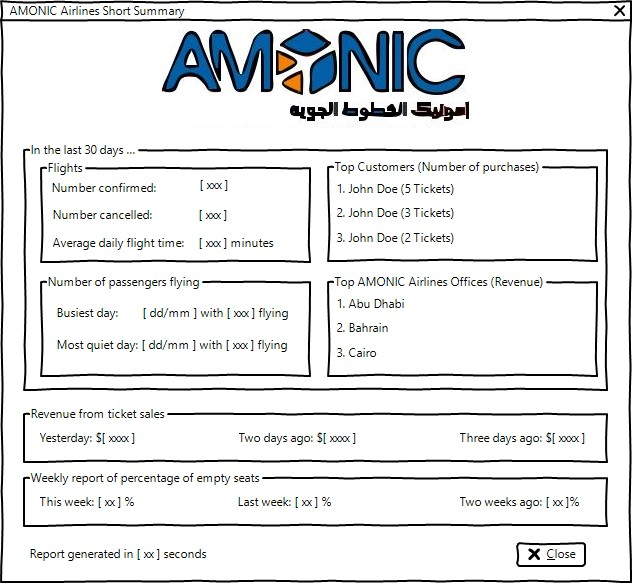 AMONIC Airlines Short Summary
AMONIC
امونيك الخطوط الجويه
In the last 30 days ...
Flights
Number confirmed: [ xxx ]
Number cancelled: [ xxx ]
Average daily flight time: [ xxx ] minutes
Top Customers (Number of purchases)
1. John Doe (5 Tickets)
2. John Doe (3 Tickets)
3. John Doe (2 Tickets)
Number of passengers flying
Busiest day: [ dd/mm ] with [ xxx ] flying
Most quiet day: [ dd/mm ] with [ xxx ] flying
Top AMONIC Airlines Offices (Revenue)
1. Abu Dhabi
2. Bahrain
3. Cairo
Revenue from ticket sales
Yesterday: $[ xxxx ] Two days ago: $[ xxxx ] Three days ago: $[ xxxx ]
Weekly report of percentage of empty seats
This week: [ xx ] % Last week: [ xx ] % Two weeks ago: [ xx ]%
Report generated in [ xx ] seconds
Close